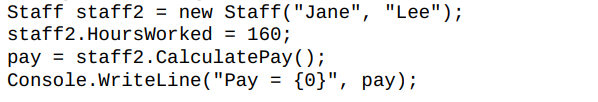 Staff staff2 = new Staff("Jane", "Lee");
staff2.HoursWorked = 160;
pay = staff2.CalculatePay();
Console.WriteLine("Pay = {0}", pay);